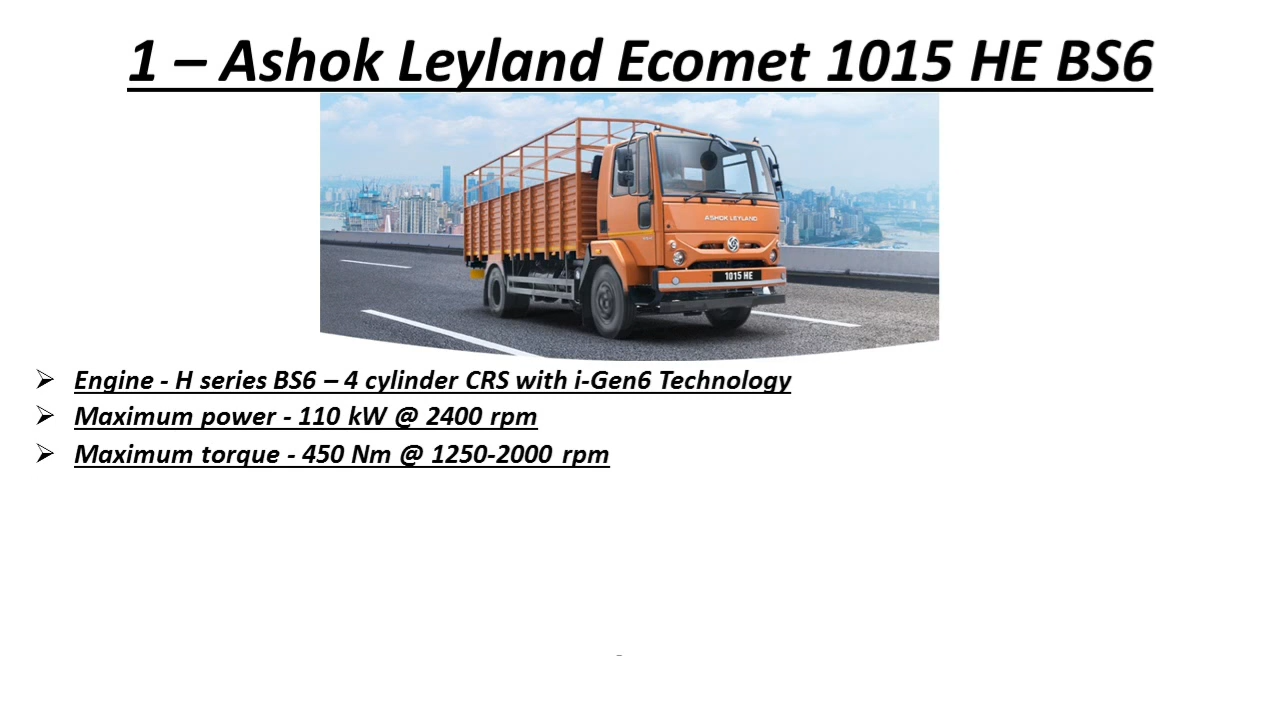 1 – Ashok Leyland Ecomet 1015 HE BS6
ASHOK LEYLAND
1015 HE
Engine - H series BS6 – 4 cylinder CRS with i-Gen6 Technology
Maximum power - 110 kW @ 2400 rpm
Maximum torque - 450 Nm @ 1250-2000 rpm